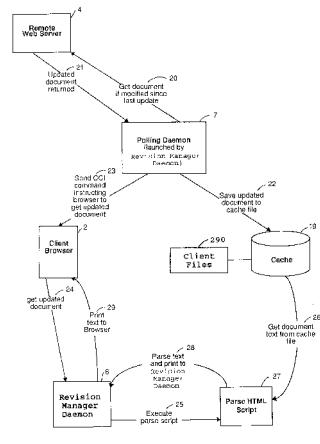 4
Remote
Web Server
21
Updated
document
returned
20
Get document
if modified since
last update
7
Polling Daemon
(launched by
Revision Manager
Daemon)
23
Send CCI
command
instructing
browser to
get updated
document
22
Save updated
document to
cache file
2
Client
Browser
290
Client
Files
19
Cache
24
get updated
document
29
Print
text to
Browser
26
Get document
text from cache
file
28
Parse text
and print to
Revision
Manager
Daemon
6
Revision
Manager
Daemon
25
Execute
parse script
27
Parse HTML
Script